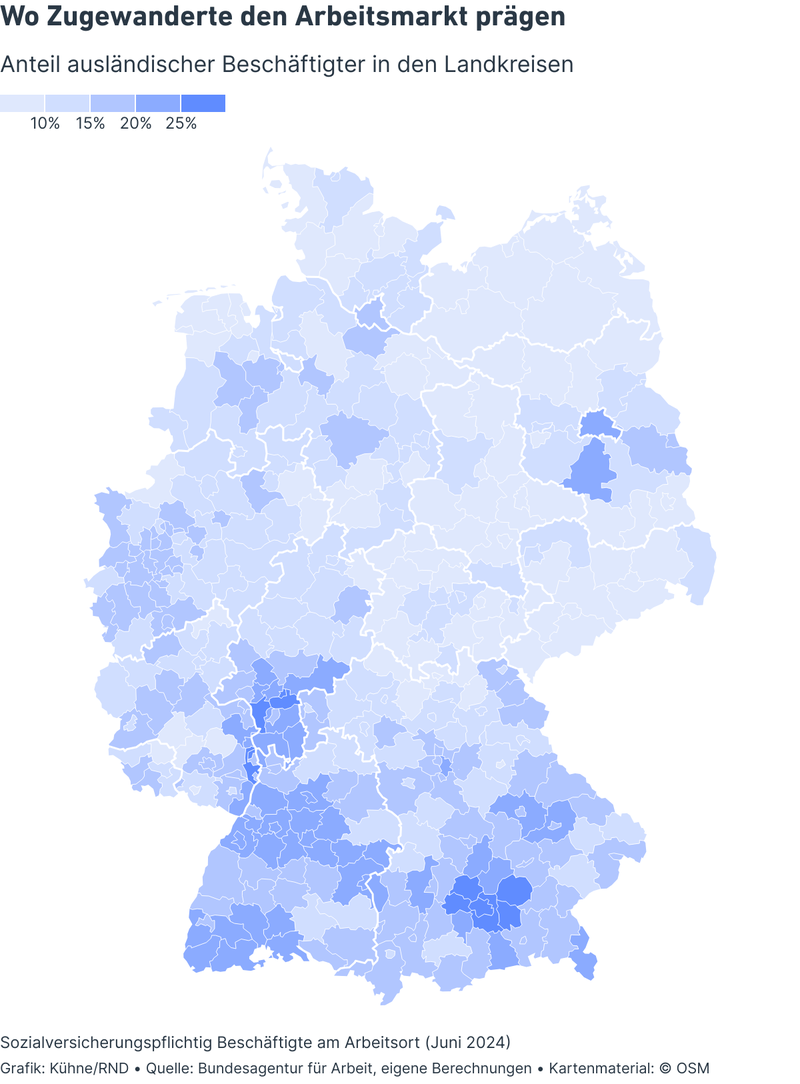 Wo Zugewanderte den Arbeitsmarkt prägen
Anteil ausländischer Beschäftigter in den Landkreisen
10% 15% 20% 25%
Sozialversicherungspflichtig Beschäftigte am Arbeitsort (Juni 2024)
Grafik: Kühne/RND • Quelle: Bundesagentur für Arbeit, eigene Berechnungen • Kartenmaterial: © OSM